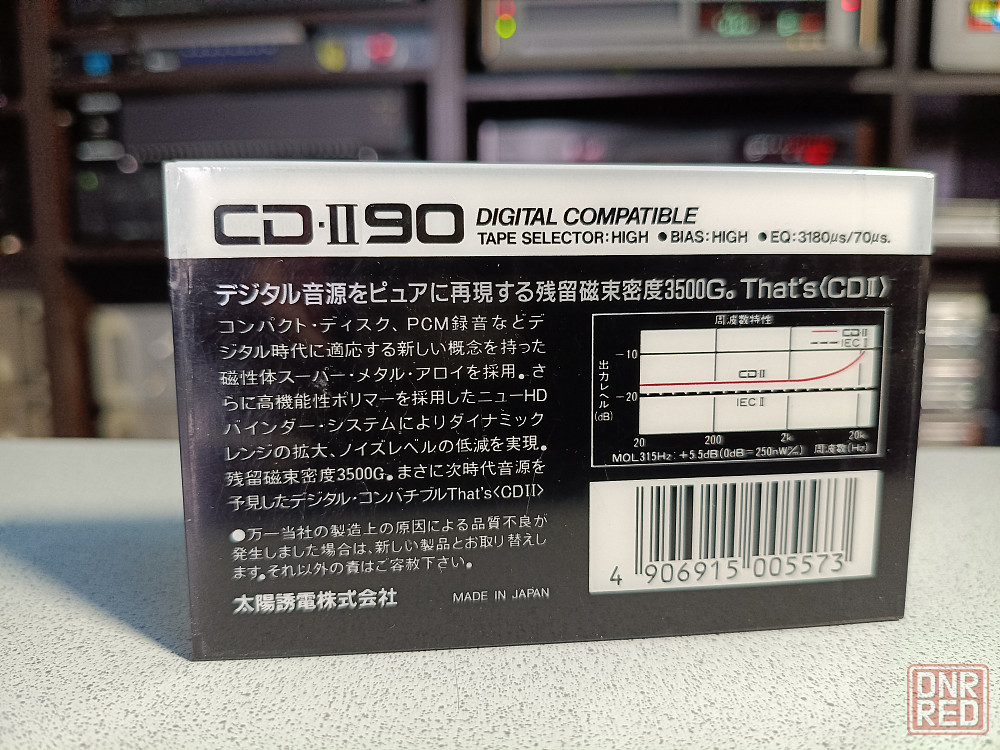 CD·II 90 DIGITAL COMPATIBLE
TAPE SELECTOR:HIGH ●BIAS:HIGH ●EQ:3180μs/70μs.
デジタル音源をピュアに再現する残留磁束密度3500G。That's〈CDII〉
コンパクト・ディスク、PCM録音などデ
ジタル時代に適応する新しい概念を持った
磁性体スーパー・メタル・アロイを採用。さ
らに高機能性ポリマーを採用したニューHD
バインダー・システムによりダイナミック
レンジの拡大、ノイズレベルの低減を実現。
残留磁束密度3500G。まさに次時代音源を
予見したデジタル・コンパチブルThat's〈CDII〉
●万一当社の製造上の原因による品質不良が
発生しました場合は、新しい製品とお取り替えし
ます。それ以外の責はご容赦下さい。
太陽誘電株式会社 MADE IN JAPAN
周波数特性
CD-II
IEC II
出力レベル(dB)
-10
-20
CD-II
IEC II
20 200 2k 20k
MOL315Hz:+5.5dB(0dB=250nW/m) 周波数(Hz)
4 906915 005573
DNR
RED